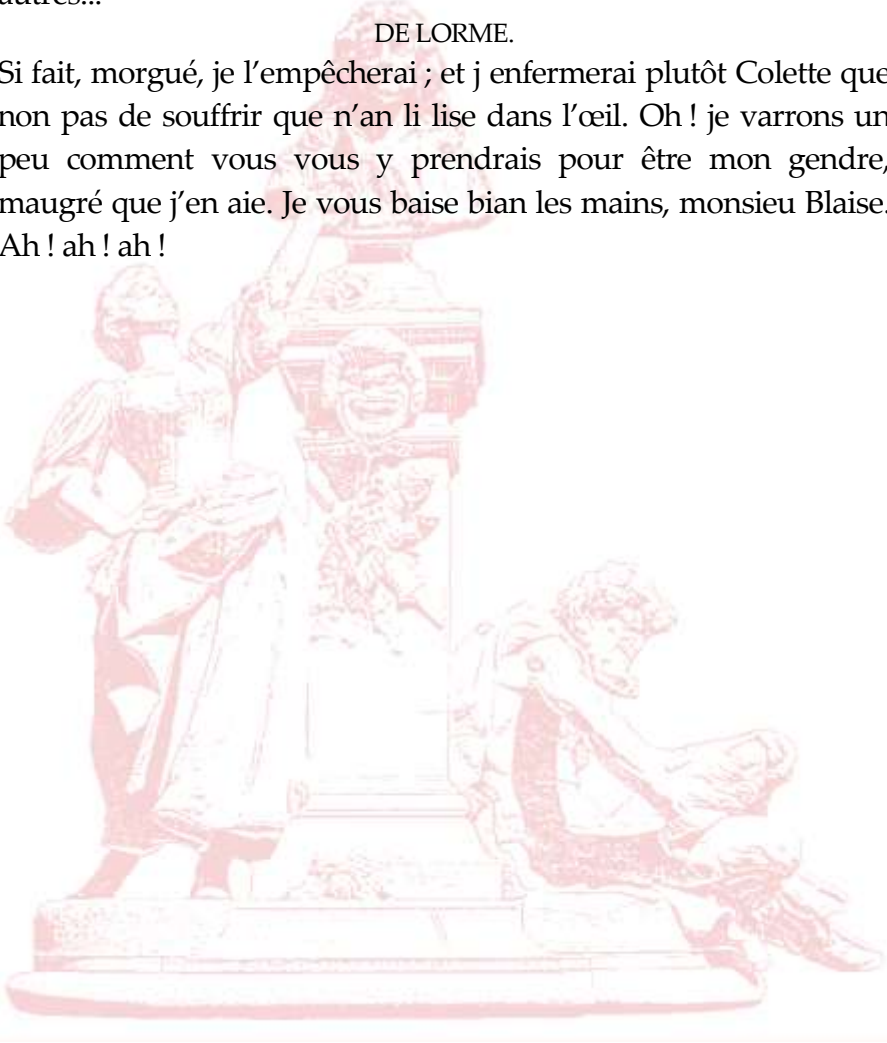 autres...
DE LORME.
Si fait, morgué, je l’empêcherai ; et j enfermerai plutôt Colette que
non pas de souffrir que n’an li lise dans l’œil. Oh ! je varrons un
peu comment vous vous y prendrais pour être mon gendre,
maugré que j’en aie. Je vous baise bian les mains, monsieu Blaise.
Ah ! ah ! ah !